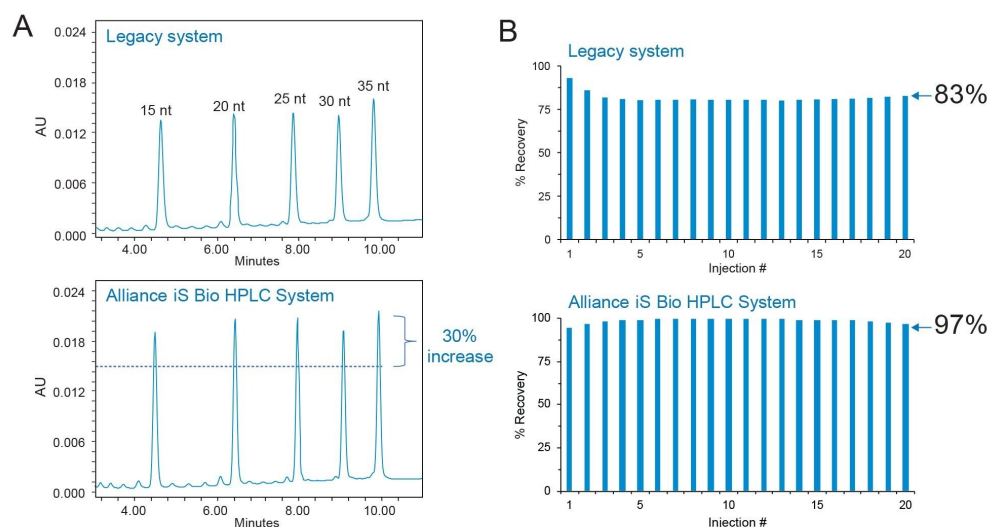 A
Legacy system
0.024
0.018
0.012
0.006
0.000
AU
15 nt
20 nt
25 nt
30 nt
35 nt
4.00
6.00
8.00
10.00
Minutes
Alliance iS Bio HPLC System
0.024
0.018
0.012
0.006
0.000
AU
30%
increase
4.00
6.00
8.00
10.00
Minutes
B
Legacy system
100
75
50
25
0
% Recovery
83%
1
5
10
15
20
Injection #
Alliance iS Bio HPLC System
100
75
50
25
0
% Recovery
97%
1
5
10
15
20
Injection #